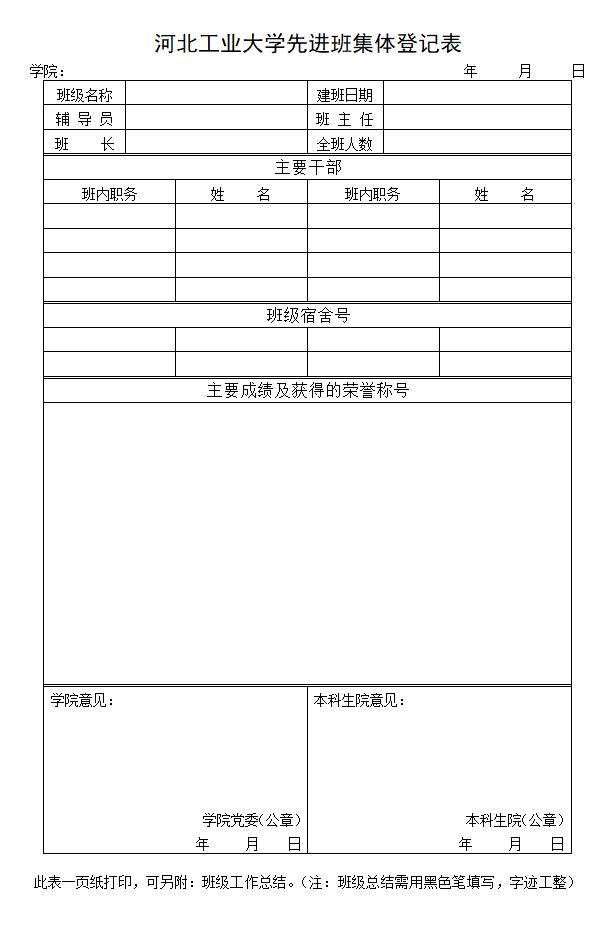 河北工业大学先进班集体登记表
学院： 年 月 日
班级名称 建班日期
辅 导 员 班 主 任
班 长 全班人数
主要干部
班内职务 姓 名 班内职务 姓 名
班级宿舍号
主要成绩及获得的荣誉称号
学院意见： 本科生院意见：
学院党委（公章） 本科生院（公章）
年 月 日 年 月 日
此表一页纸打印，可另附：班级工作总结。（注：班级总结需用黑色笔填写，字迹工整）